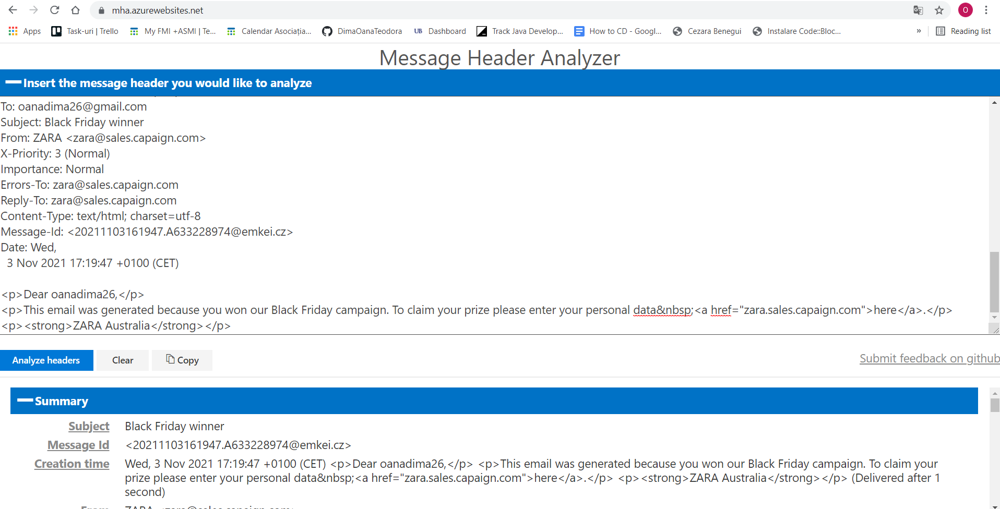 mha.azurewebsites.net
O
Apps Task-uri | Trello My FMI +ASMI | Te... Calendar Asociația... DimaOanaTeodora UB Dashboard Track Java Develop... How to CD - Googl... Cezara Benegui Instalare Code::Bloc... » Reading list
Message Header Analyzer
Insert the message header you would like to analyze
To: oanadima26@gmail.com
Subject: Black Friday winner
From: ZARA <zara@sales.capaign.com>
X-Priority: 3 (Normal)
Importance: Normal
Errors-To: zara@sales.capaign.com
Reply-To: zara@sales.capaign.com
Content-Type: text/html; charset=utf-8
Message-Id: <20211103161947.A633228974@emkei.cz>
Date: Wed,
3 Nov 2021 17:19:47 +0100 (CET)
<p>Dear oanadima26,</p>
<p>This email was generated because you won our Black Friday campaign. To claim your prize please enter your personal data&nbsp;<a href="zara.sales.capaign.com">here</a>.</p>
<p><strong>ZARA Australia</strong></p>
Analyze headers Clear Copy Submit feedback on github
Summary
Subject Black Friday winner
Message Id <20211103161947.A633228974@emkei.cz>
Creation time Wed, 3 Nov 2021 17:19:47 +0100 (CET) <p>Dear oanadima26,</p> <p>This email was generated because you won our Black Friday campaign. To claim your
prize please enter your personal data&nbsp;<a href="zara.sales.capaign.com">here</a>.</p> <p><strong>ZARA Australia</strong></p> (Delivered after 1
second)
From ZARA <zara@sales.capaign.com>